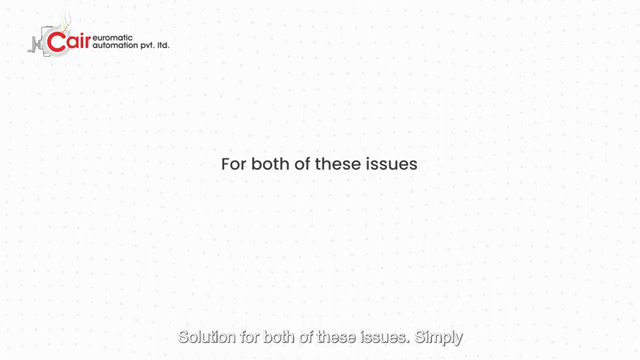 Cair euromatic
automation pvt. ltd.
For both of these issues
Solution for both of these issues. Simply